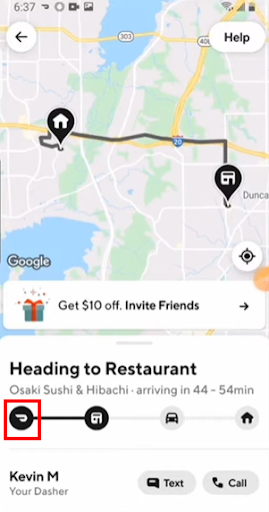 6:37
Help
303
40L
20
Dunca
Google
Get $10 off. Invite Friends
Heading to Restaurant
Osaki Sushi & Hibachi · arriving in 44 - 54min
Kevin M
Your Dasher
Text
Call